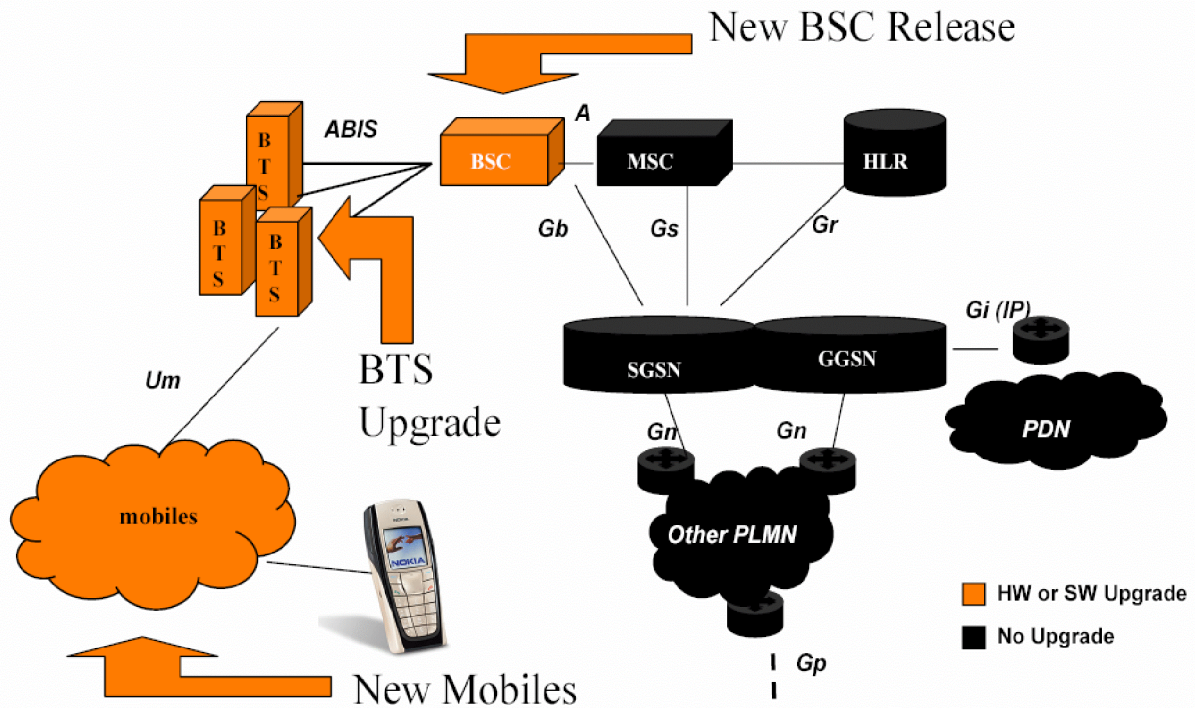 New BSC Release
ABIS
A
B
T
S
BSC
MSC
HLR
B
T
S
B
T
S
Gb
Gs
Gr
Gi (IP)
SGSN
GGSN
BTS
Upgrade
Um
Gn
Gn
PDN
mobiles
NOKIA
NOKIA
Other PLMN
HW or SW Upgrade
No Upgrade
Gp
New Mobiles